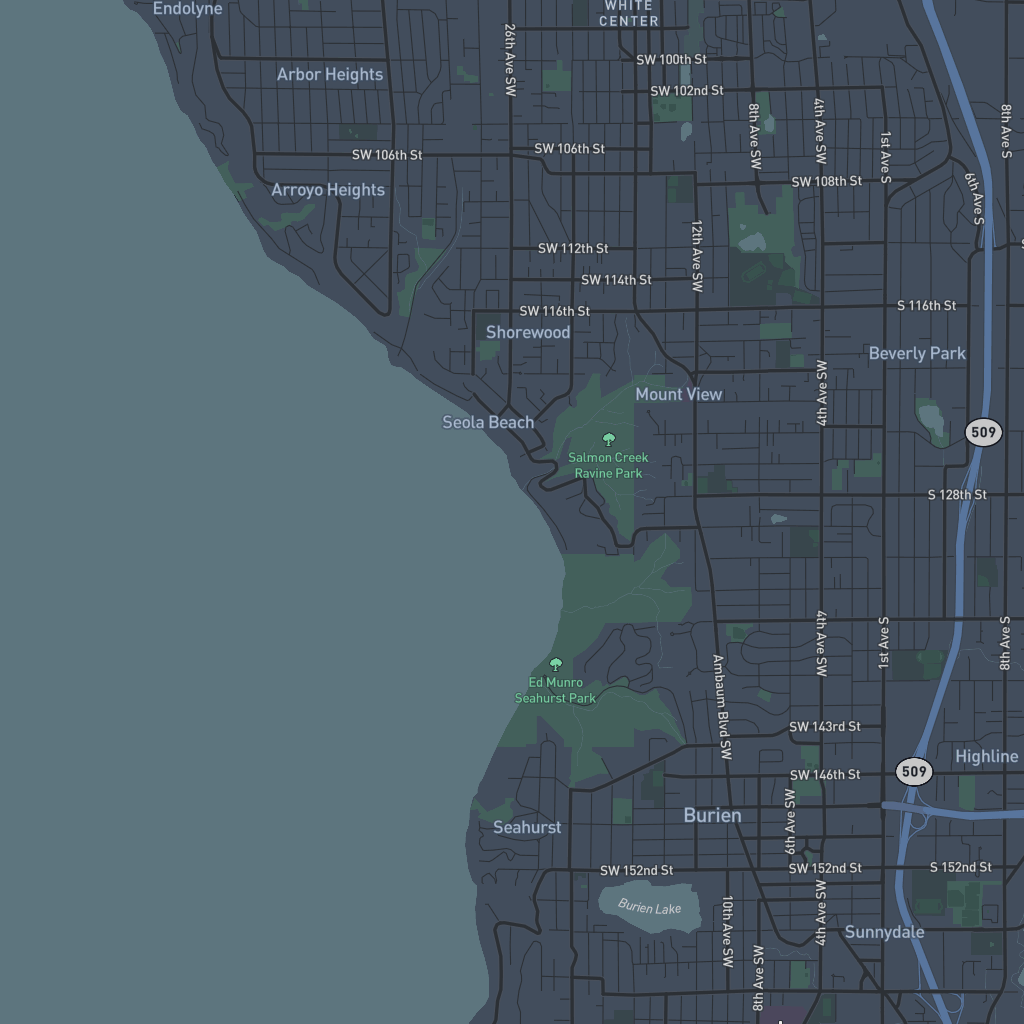 Endolyne
WHITE
CENTER
26th Ave SW
SW 100th St
Arbor Heights
SW 102nd St
8th Ave SW
4th Ave SW
1st Ave S
8th Ave S
SW 106th St
SW 106th St
SW 108th St
6th Ave S
Arroyo Heights
12th Ave SW
SW 112th St
SW 114th St
S 116th St
SW 116th St
Shorewood
Beverly Park
4th Ave SW
Mount View
Seola Beach
509
Salmon Creek
Ravine Park
S 128th St
4th Ave SW
1st Ave S
8th Ave S
Ambaum Blvd SW
Ed Munro
Seahurst Park
SW 143rd St
Highline
509
SW 146th St
6th Ave SW
Burien
Seahurst
SW 152nd St
SW 152nd St
S 152nd St
Burien Lake
10th Ave SW
4th Ave SW
Sunnydale
8th Ave SW